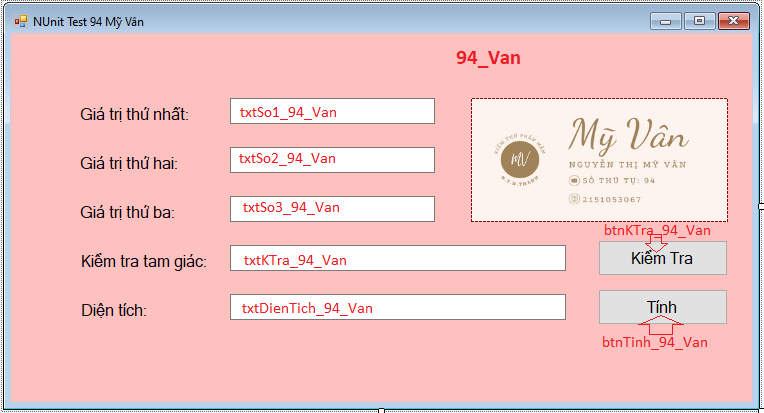 NUnit Test 94 Mỹ Vân
94_Van
Giá trị thứ nhất: txtSo1_94_Van
Giá trị thứ hai: txtSo2_94_Van
Giá trị thứ ba: txtSo3_94_Van
KIỂM THỬ PHẦN MỀM
MV
N.T.N.THANH
Mỹ Vân
NGUYỄN THỊ MỸ VÂN
SỐ THỨ TỰ: 94
2151053067
btnKTra_94_Van
Kiểm tra tam giác: txtKTra_94_Van Kiểm Tra
Diện tích: txtDienTich_94_Van Tính
btnTinh_94_Van